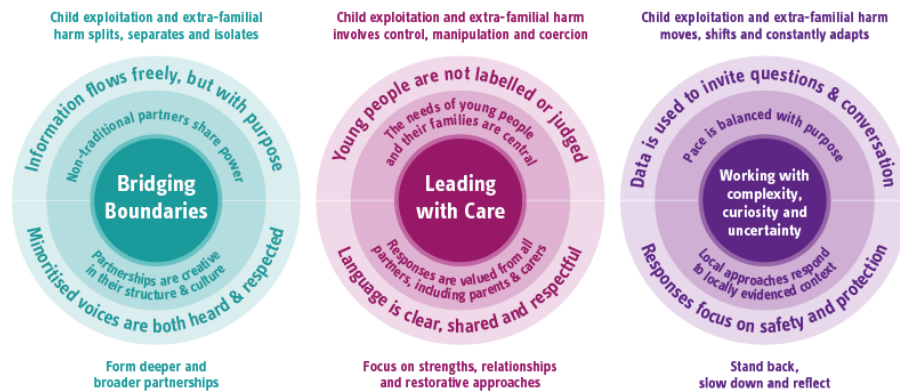 Child exploitation and extra-familial
harm splits, separates and isolates
Information flows freely, but with purpose
Non-traditional partners share power
Bridging
Boundaries
Partnerships are creative
in their structure & culture
Minoritised voices are both heard & respected
Form deeper and
broader partnerships
Child exploitation and extra-familial harm
involves control, manipulation and coercion
Young people are not labelled or judged
The needs of young people
and their families are central
Leading
with Care
Responses are valued from all
partners, including parents & carers
Language is clear, shared and respectful
Focus on strengths, relationships
and restorative approaches
Child exploitation and extra-familial harm
moves, shifts and constantly adapts
Data is used to invite questions & conversation
Pace is balanced with purpose
Working with
complexity,
curiosity and
uncertainty
Local approaches respond
to locally evidenced context
Responses focus on safety and protection
Stand back,
slow down and reflect